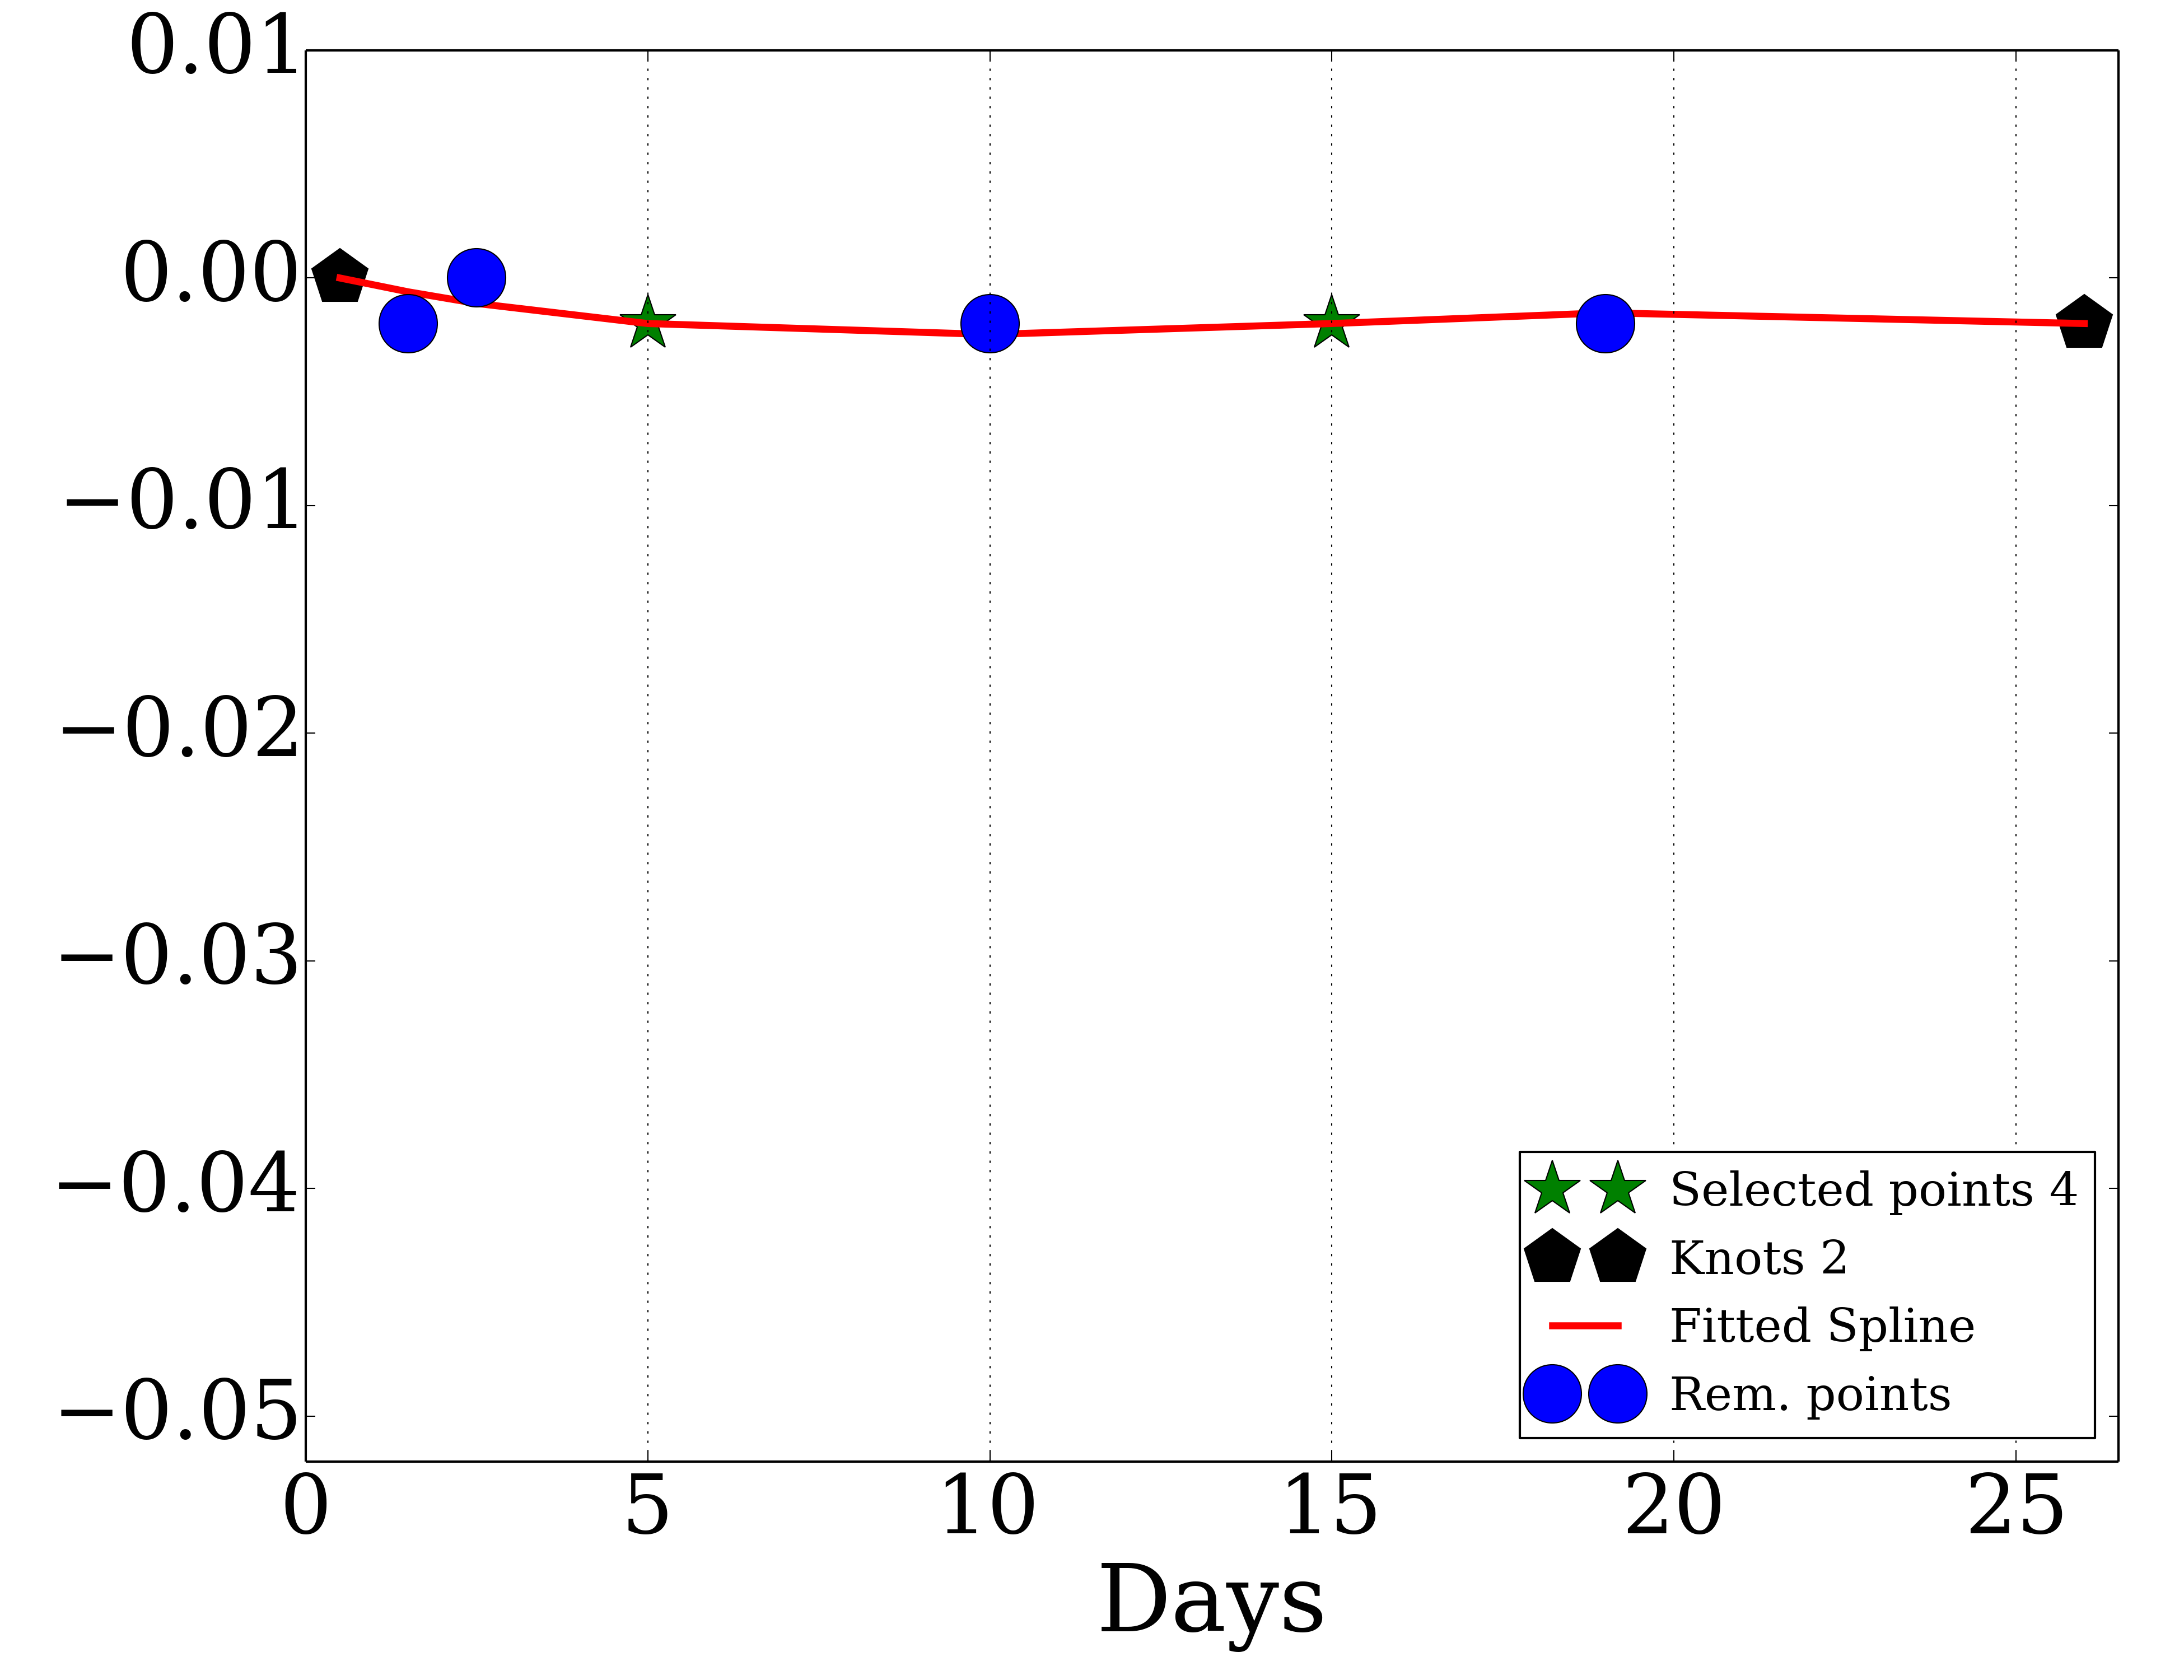 0.01
0.00
−0.01
−0.02
−0.03
−0.04
−0.05
Selected points 4
Knots 2
Fitted Spline
Rem. points
0 5 10 15 20 25
Days